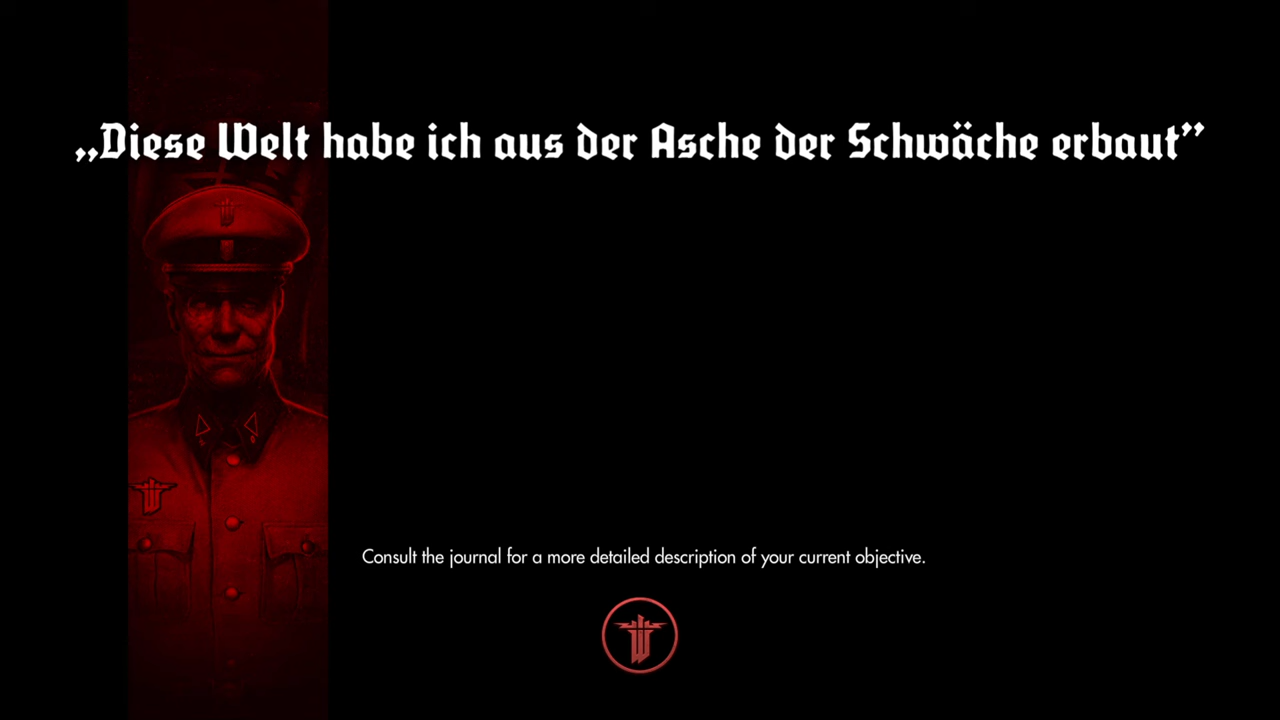 „Diese Welt habe ich aus der Asche der Schwäche erbaut”
Consult the journal for a more detailed description of your current objective.